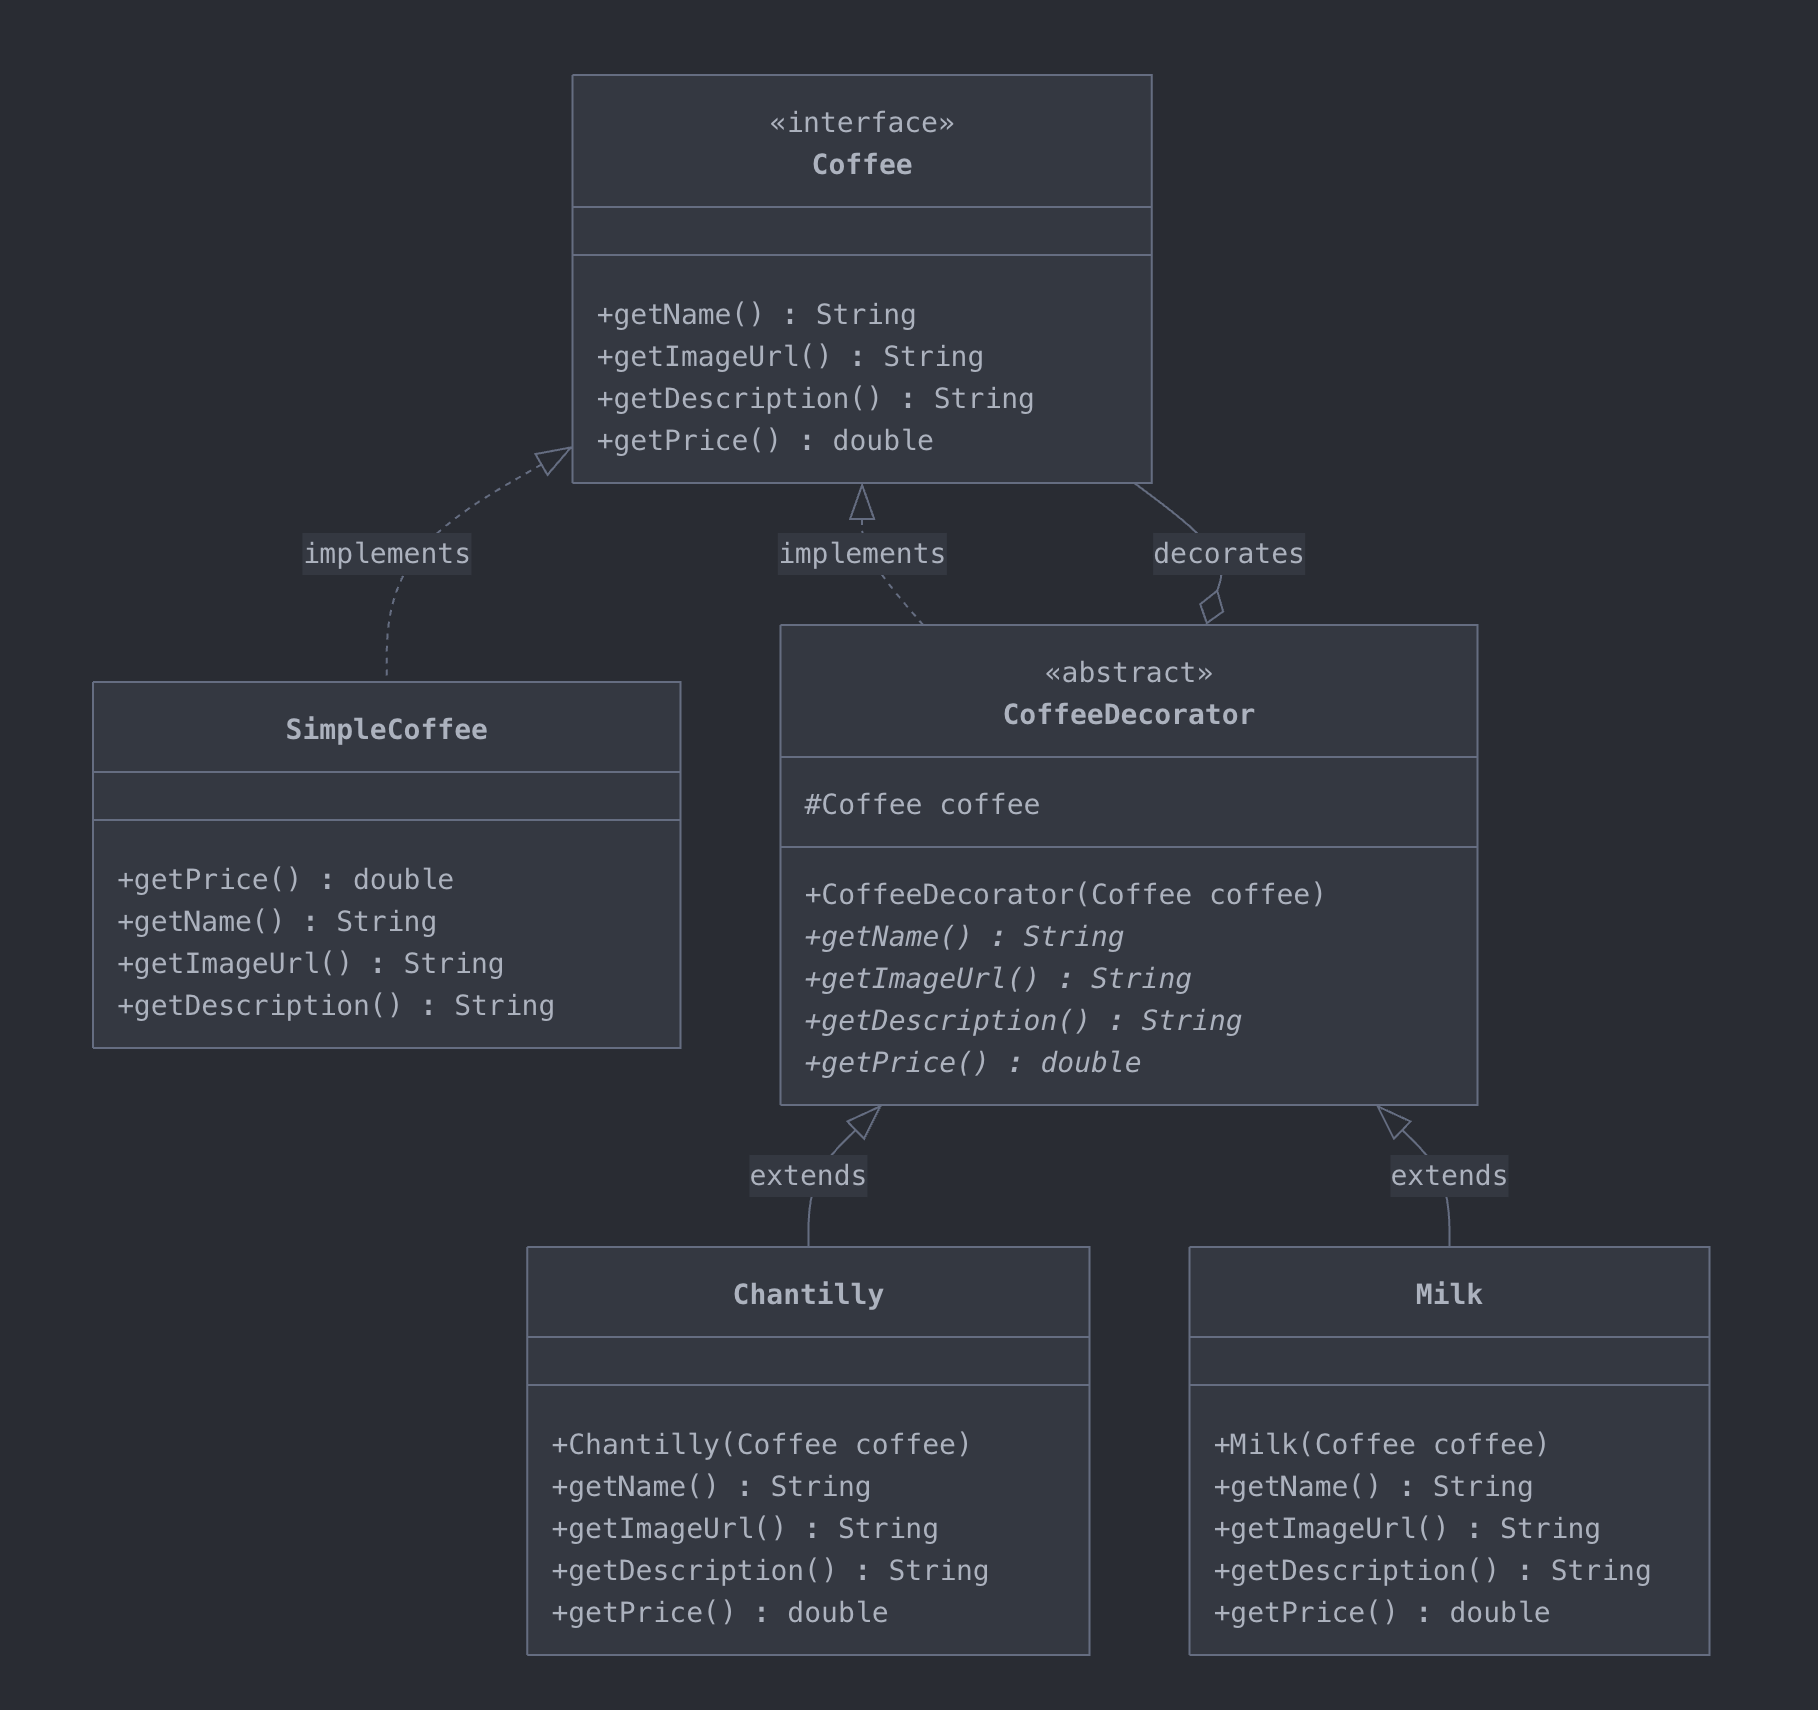 «interface»
Coffee
+getName() : String
+getImageUrl() : String
+getDescription() : String
+getPrice() : double
implements
implements
decorates
SimpleCoffee
+getPrice() : double
+getName() : String
+getImageUrl() : String
+getDescription() : String
«abstract»
CoffeeDecorator
#Coffee coffee
+CoffeeDecorator(Coffee coffee)
+getName() : String
+getImageUrl() : String
+getDescription() : String
+getPrice() : double
extends
extends
Chantilly
+Chantilly(Coffee coffee)
+getName() : String
+getImageUrl() : String
+getDescription() : String
+getPrice() : double
Milk
+Milk(Coffee coffee)
+getName() : String
+getImageUrl() : String
+getDescription() : String
+getPrice() : double